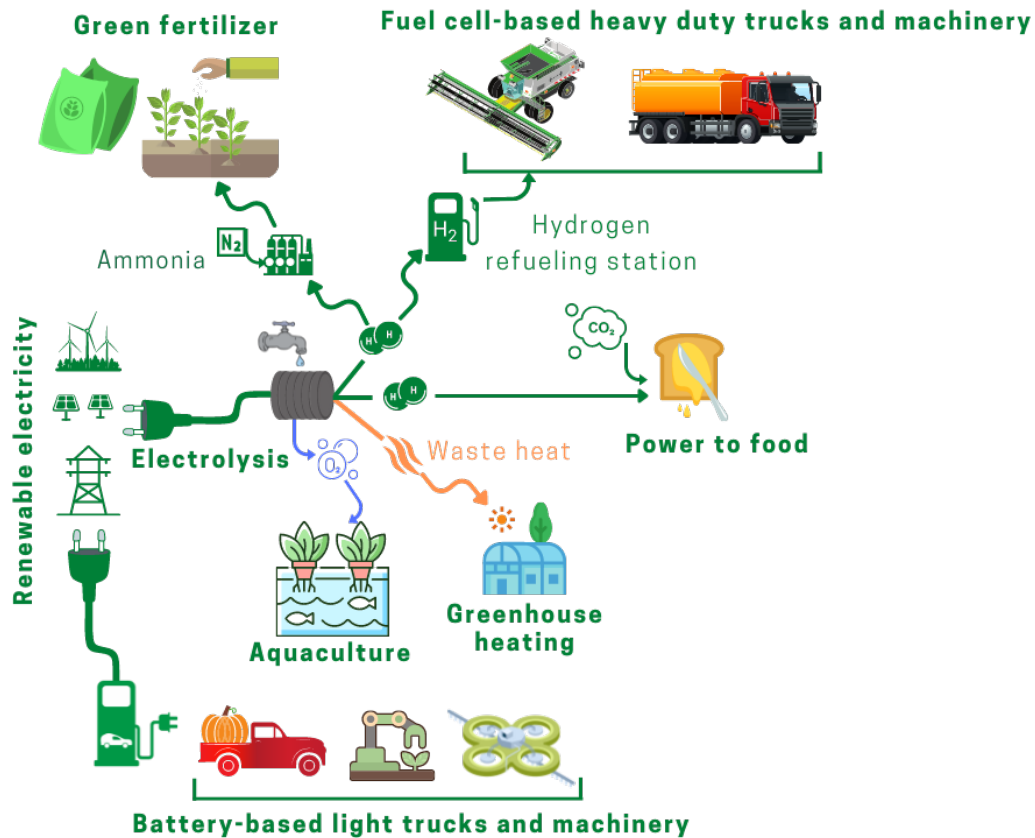 Green fertilizer
Fuel cell-based heavy duty trucks and machinery
N₂
Ammonia
H₂
Hydrogen
refueling station
H
H
CO₂
Renewable electricity
H
H
Electrolysis
O₂
Waste heat
Power to food
Aquaculture
Greenhouse
heating
Battery-based light trucks and machinery